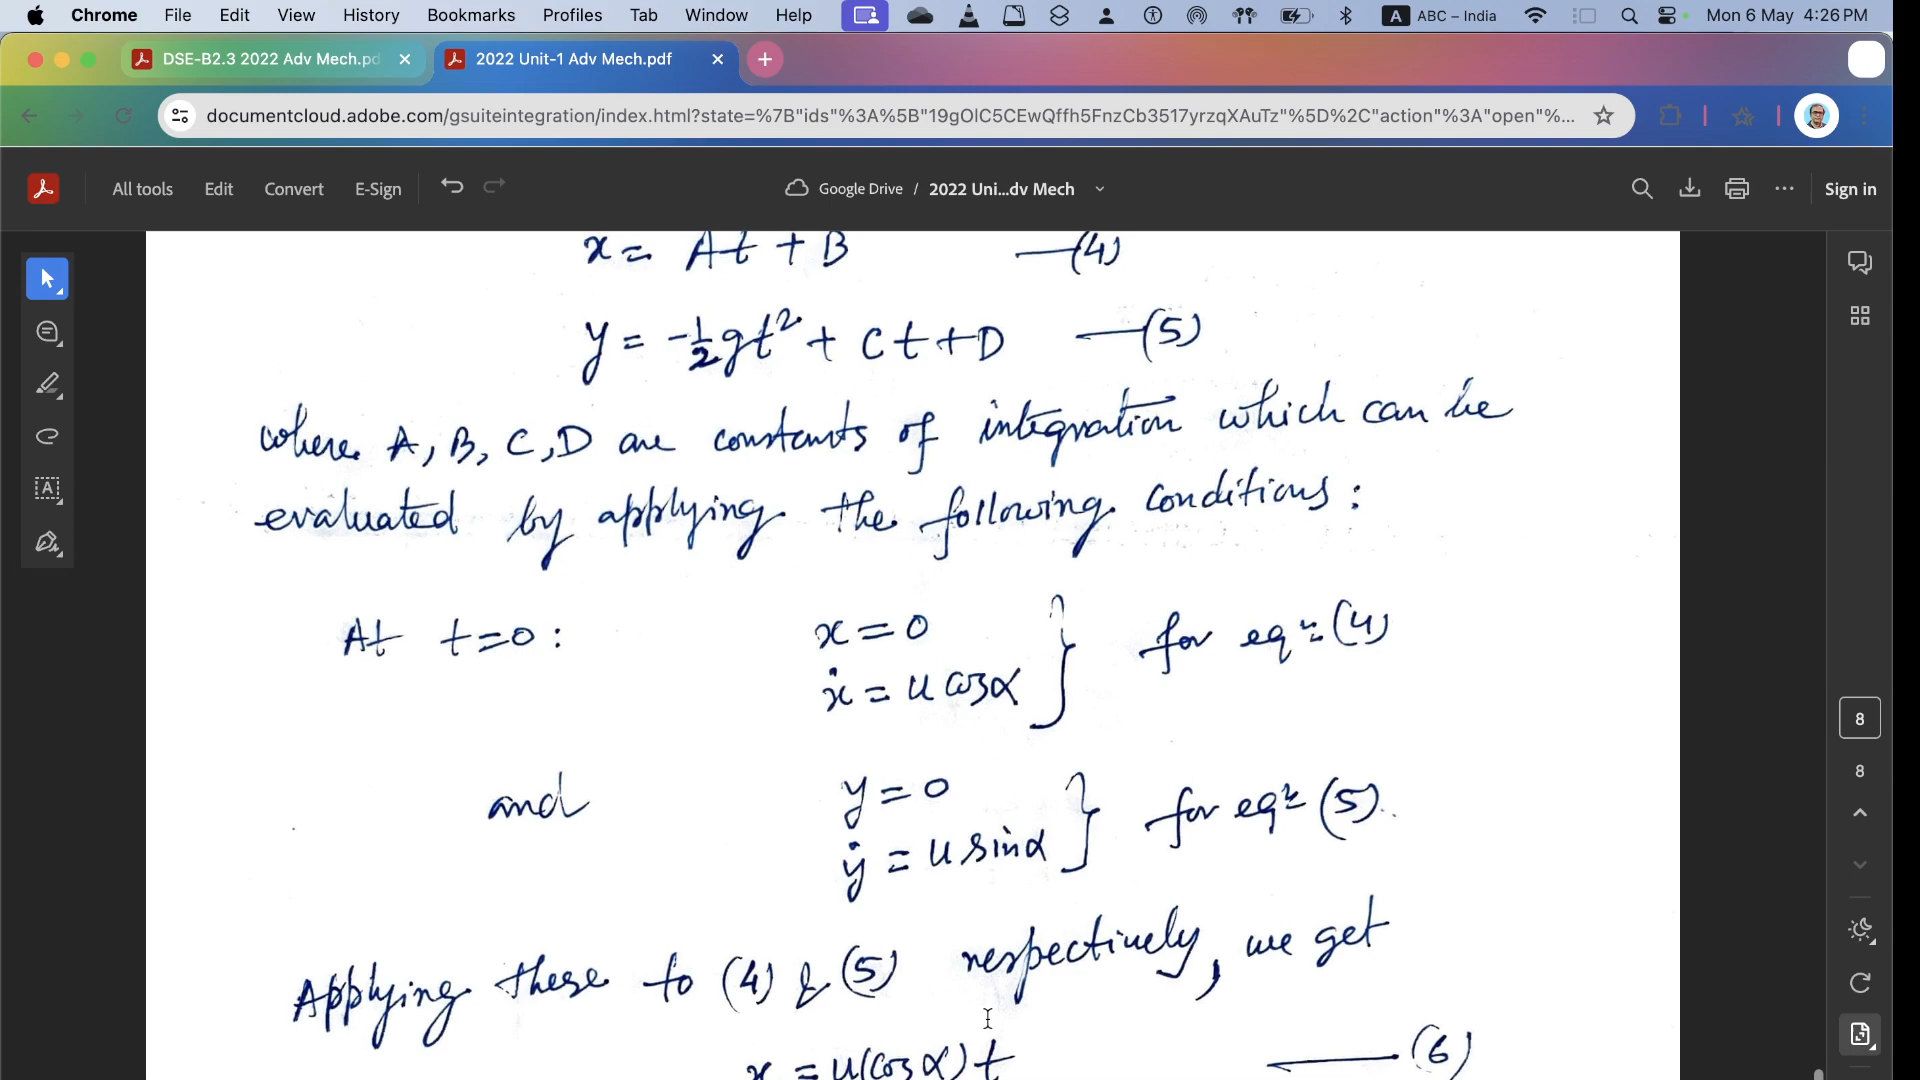 Chrome File Edit View History Bookmarks Profiles Tab Window Help A ABC – India Mon 6 May 4:26 PM
DSE-B2.3 2022 Adv Mech.pd 2022 Unit-1 Adv Mech.pdf
documentcloud.adobe.com/gsuiteintegration/index.html?state=%7B"ids"%3A%5B"19gOlC5CEwQffh5FnzCb3517yrzqXAuTz"%5D%2C"action"%3A"open"%...
All tools Edit Convert E-Sign Google Drive / 2022 Uni...dv Mech Sign in
x = At + B —(4)
y = -½gt² + Ct + D —(5)
where A, B, C, D are constants of integration which can be
evaluated by applying the following conditions:
At t=0: x=0
ẋ = u cosα } for eqⁿ (4)
and y=0
ẏ = u sinα } for eqⁿ (5).
Applying these to (4) & (5) respectively, we get
x = u(cosα)t —(6)
8
8